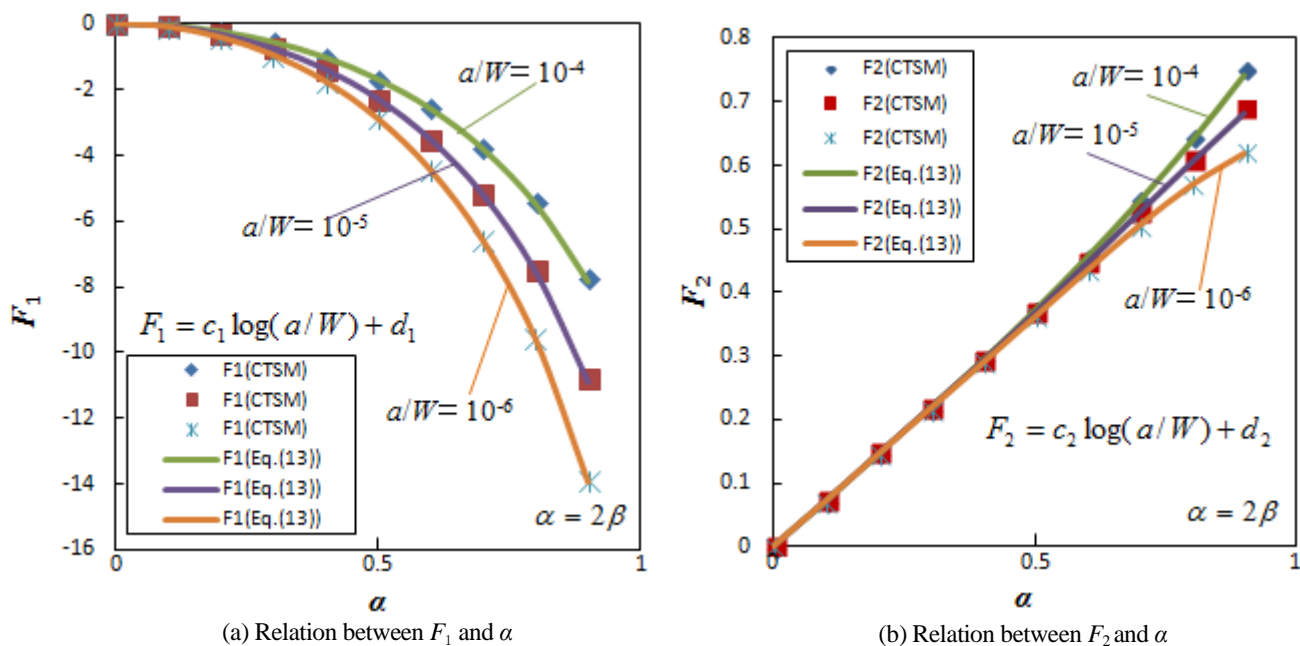 0
-2
-4
-6
-8
-10
-12
-14
-16
F₁
a/W= 10⁻⁴
a/W= 10⁻⁵
a/W= 10⁻⁶
F₁ = c₁ log(a/W) + d₁
F1(CTSM)
F1(CTSM)
F1(CTSM)
F1(Eq.(13))
F1(Eq.(13))
F1(Eq.(13))
α = 2β
0 0.5 1
α
(a) Relation between F₁ and α
0.8
0.7
0.6
0.5
0.4
0.3
0.2
0.1
0
F₂
F2(CTSM)
F2(CTSM)
F2(CTSM)
F2(Eq.(13))
F2(Eq.(13))
F2(Eq.(13))
a/W= 10⁻⁴
a/W= 10⁻⁵
a/W= 10⁻⁶
F₂ = c₂ log(a/W) + d₂
α = 2β
0 0.5 1
α
(b) Relation between F₂ and α